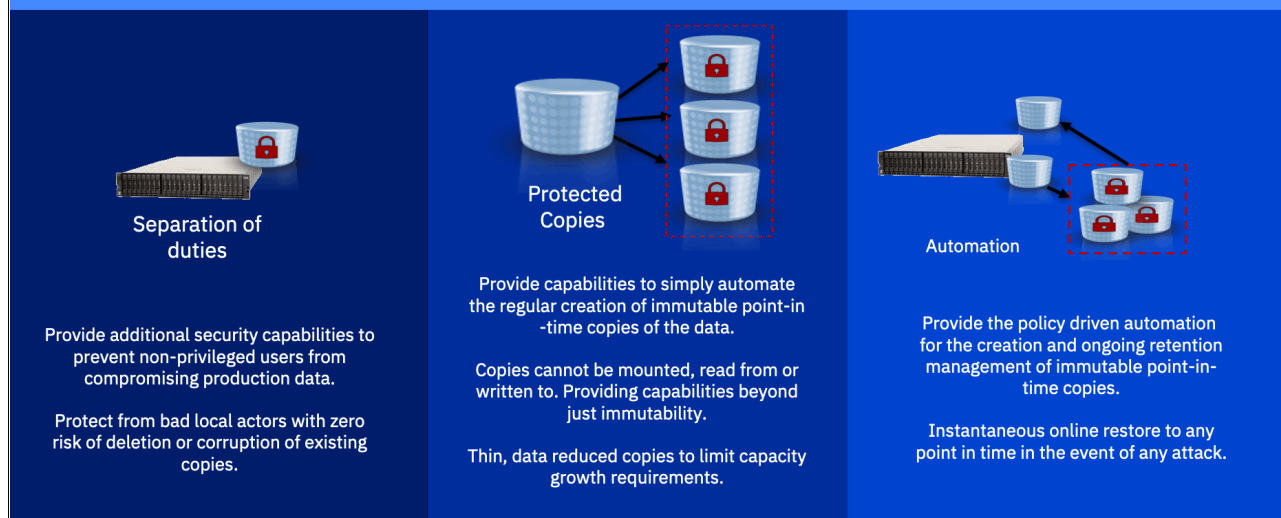 Separation of
duties
Provide additional security capabilities to
prevent non-privileged users from
compromising production data.
Protect from bad local actors with zero
risk of deletion or corruption of existing
copies.
Protected
Copies
Provide capabilities to simply automate
the regular creation of immutable point-in
-time copies of the data.
Copies cannot be mounted, read from or
written to. Providing capabilities beyond
just immutability.
Thin, data reduced copies to limit capacity
growth requirements.
Automation
Provide the policy driven automation
for the creation and ongoing retention
management of immutable point-in-
time copies.
Instantaneous online restore to any
point in time in the event of any attack.